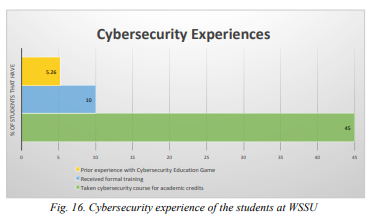 Cybersecurity Experiences
% OF STUDENTS THAT HAVE
5.26
10
45
0 5 10 15 20 25 30 35 40 45
Prior experience with Cybersecurity Education Game
Received formal training
Taken cybersecurity course for academic credits
Fig. 16. Cybersecurity experience of the students at WSSU